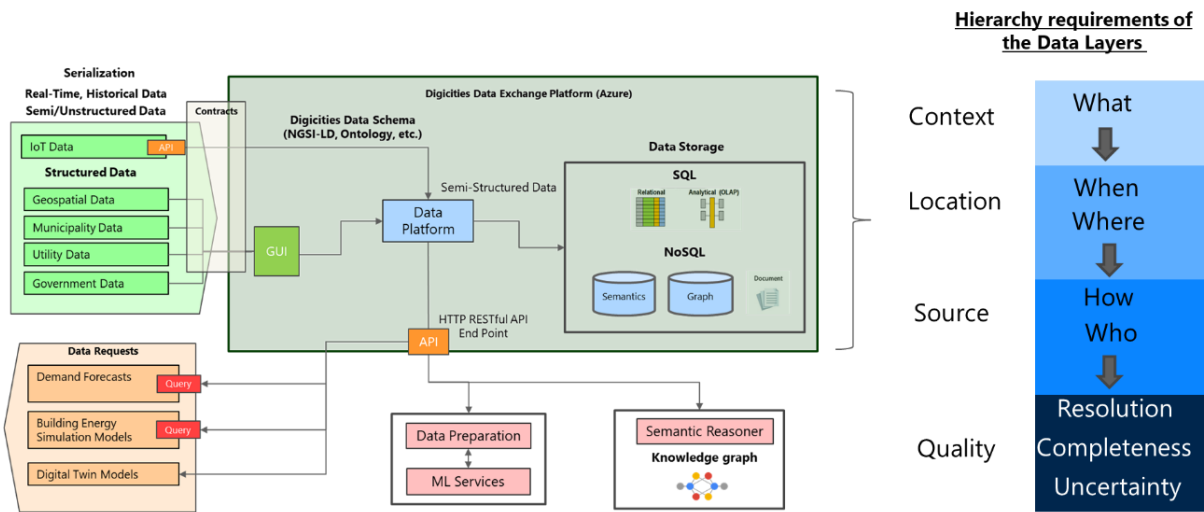 Hierarchy requirements of
the Data Layers
Serialization
Real-Time, Historical Data
Semi/Unstructured Data
Contracts
Digicities Data Exchange Platform (Azure)
IoT Data
API
Digicities Data Schema
(NGSI-LD, Ontology, etc.)
Structured Data
Geospatial Data
Municipality Data
Utility Data
Government Data
GUI
Data
Platform
Semi-Structured Data
Data Storage
SQL
Relational
Analytical (OLAP)
NoSQL
Semantics
Graph
Document
HTTP RESTful API
End Point
API
Data Requests
Demand Forecasts
Query
Building Energy
Simulation Models
Query
Digital Twin Models
Data Preparation
ML Services
Semantic Reasoner
Knowledge graph
Context
What
Location
When
Where
Source
How
Who
Quality
Resolution
Completeness
Uncertainty